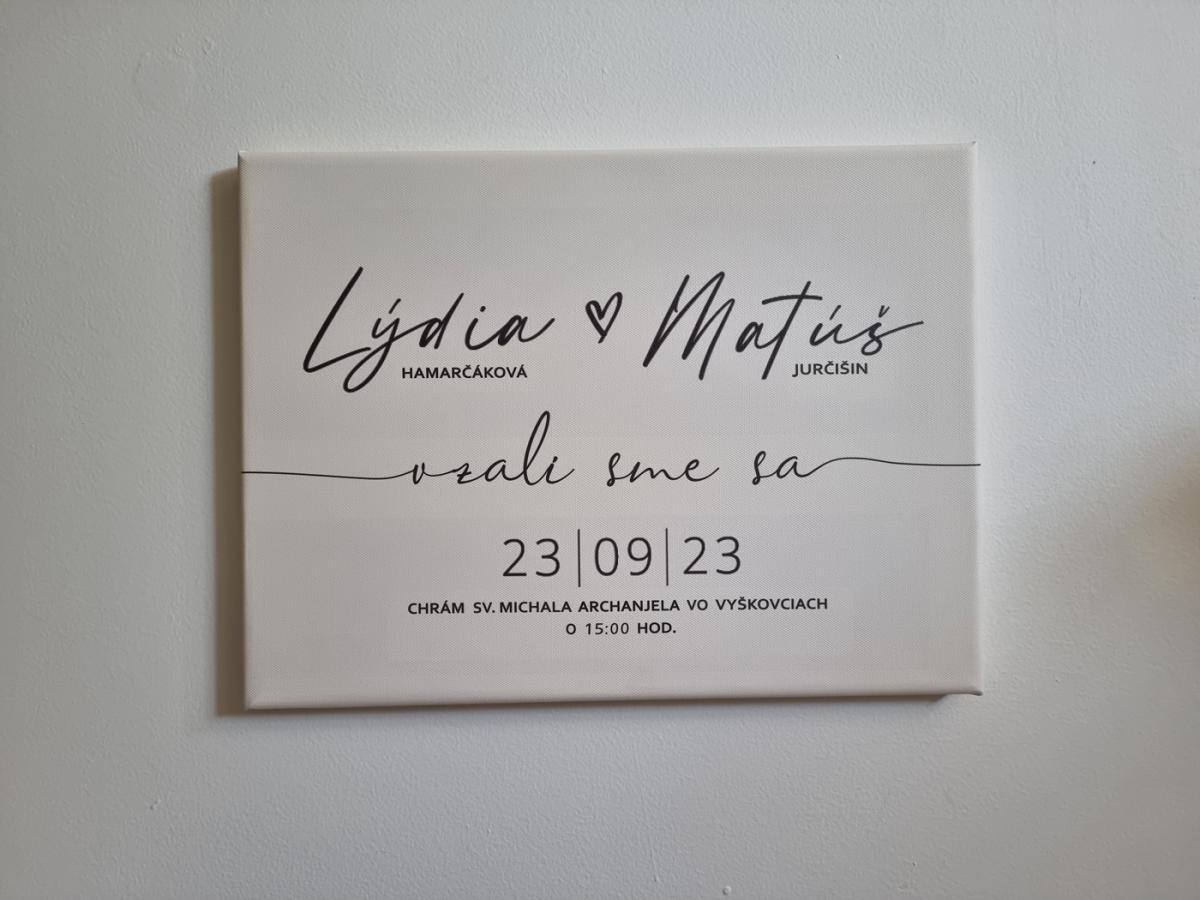 Lýdia ♡ Matúš
HAMARČÁKOVÁ JURČIŠIN
vzali sme sa
23|09|23
CHRÁM SV. MICHALA ARCHANJELA VO VYŠKOVCIACH
O 15:00 HOD.